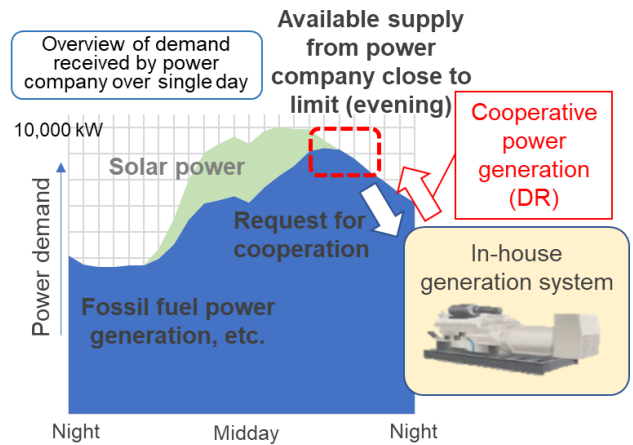 Overview of demand
received by power
company over single day
Available supply
from power
company close to
limit (evening)
Cooperative
power
generation
(DR)
10,000 kW
Solar power
Request for
cooperation
In-house
generation system
Power demand
Fossil fuel power
generation, etc.
Night
Midday
Night